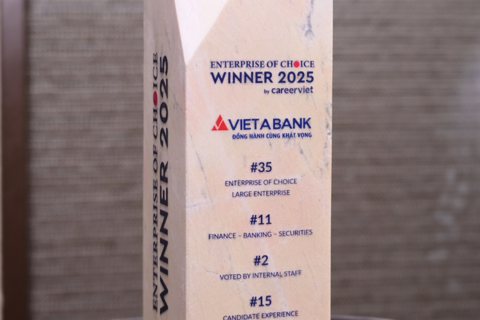 ENTERPRISE OF CHOICE
WINNER 2025
ENTERPRISE OF CHOICE
WINNER 2025
by careerviet
VIETABANK
ĐỒNG HÀNH CÙNG KHÁT VỌNG
#35
ENTERPRISE OF CHOICE
LARGE ENTERPRISE
#11
FINANCE – BANKING – SECURITIES
#2
VOTED BY INTERNAL STAFF
#15
CANDIDATE EXPERIENCE